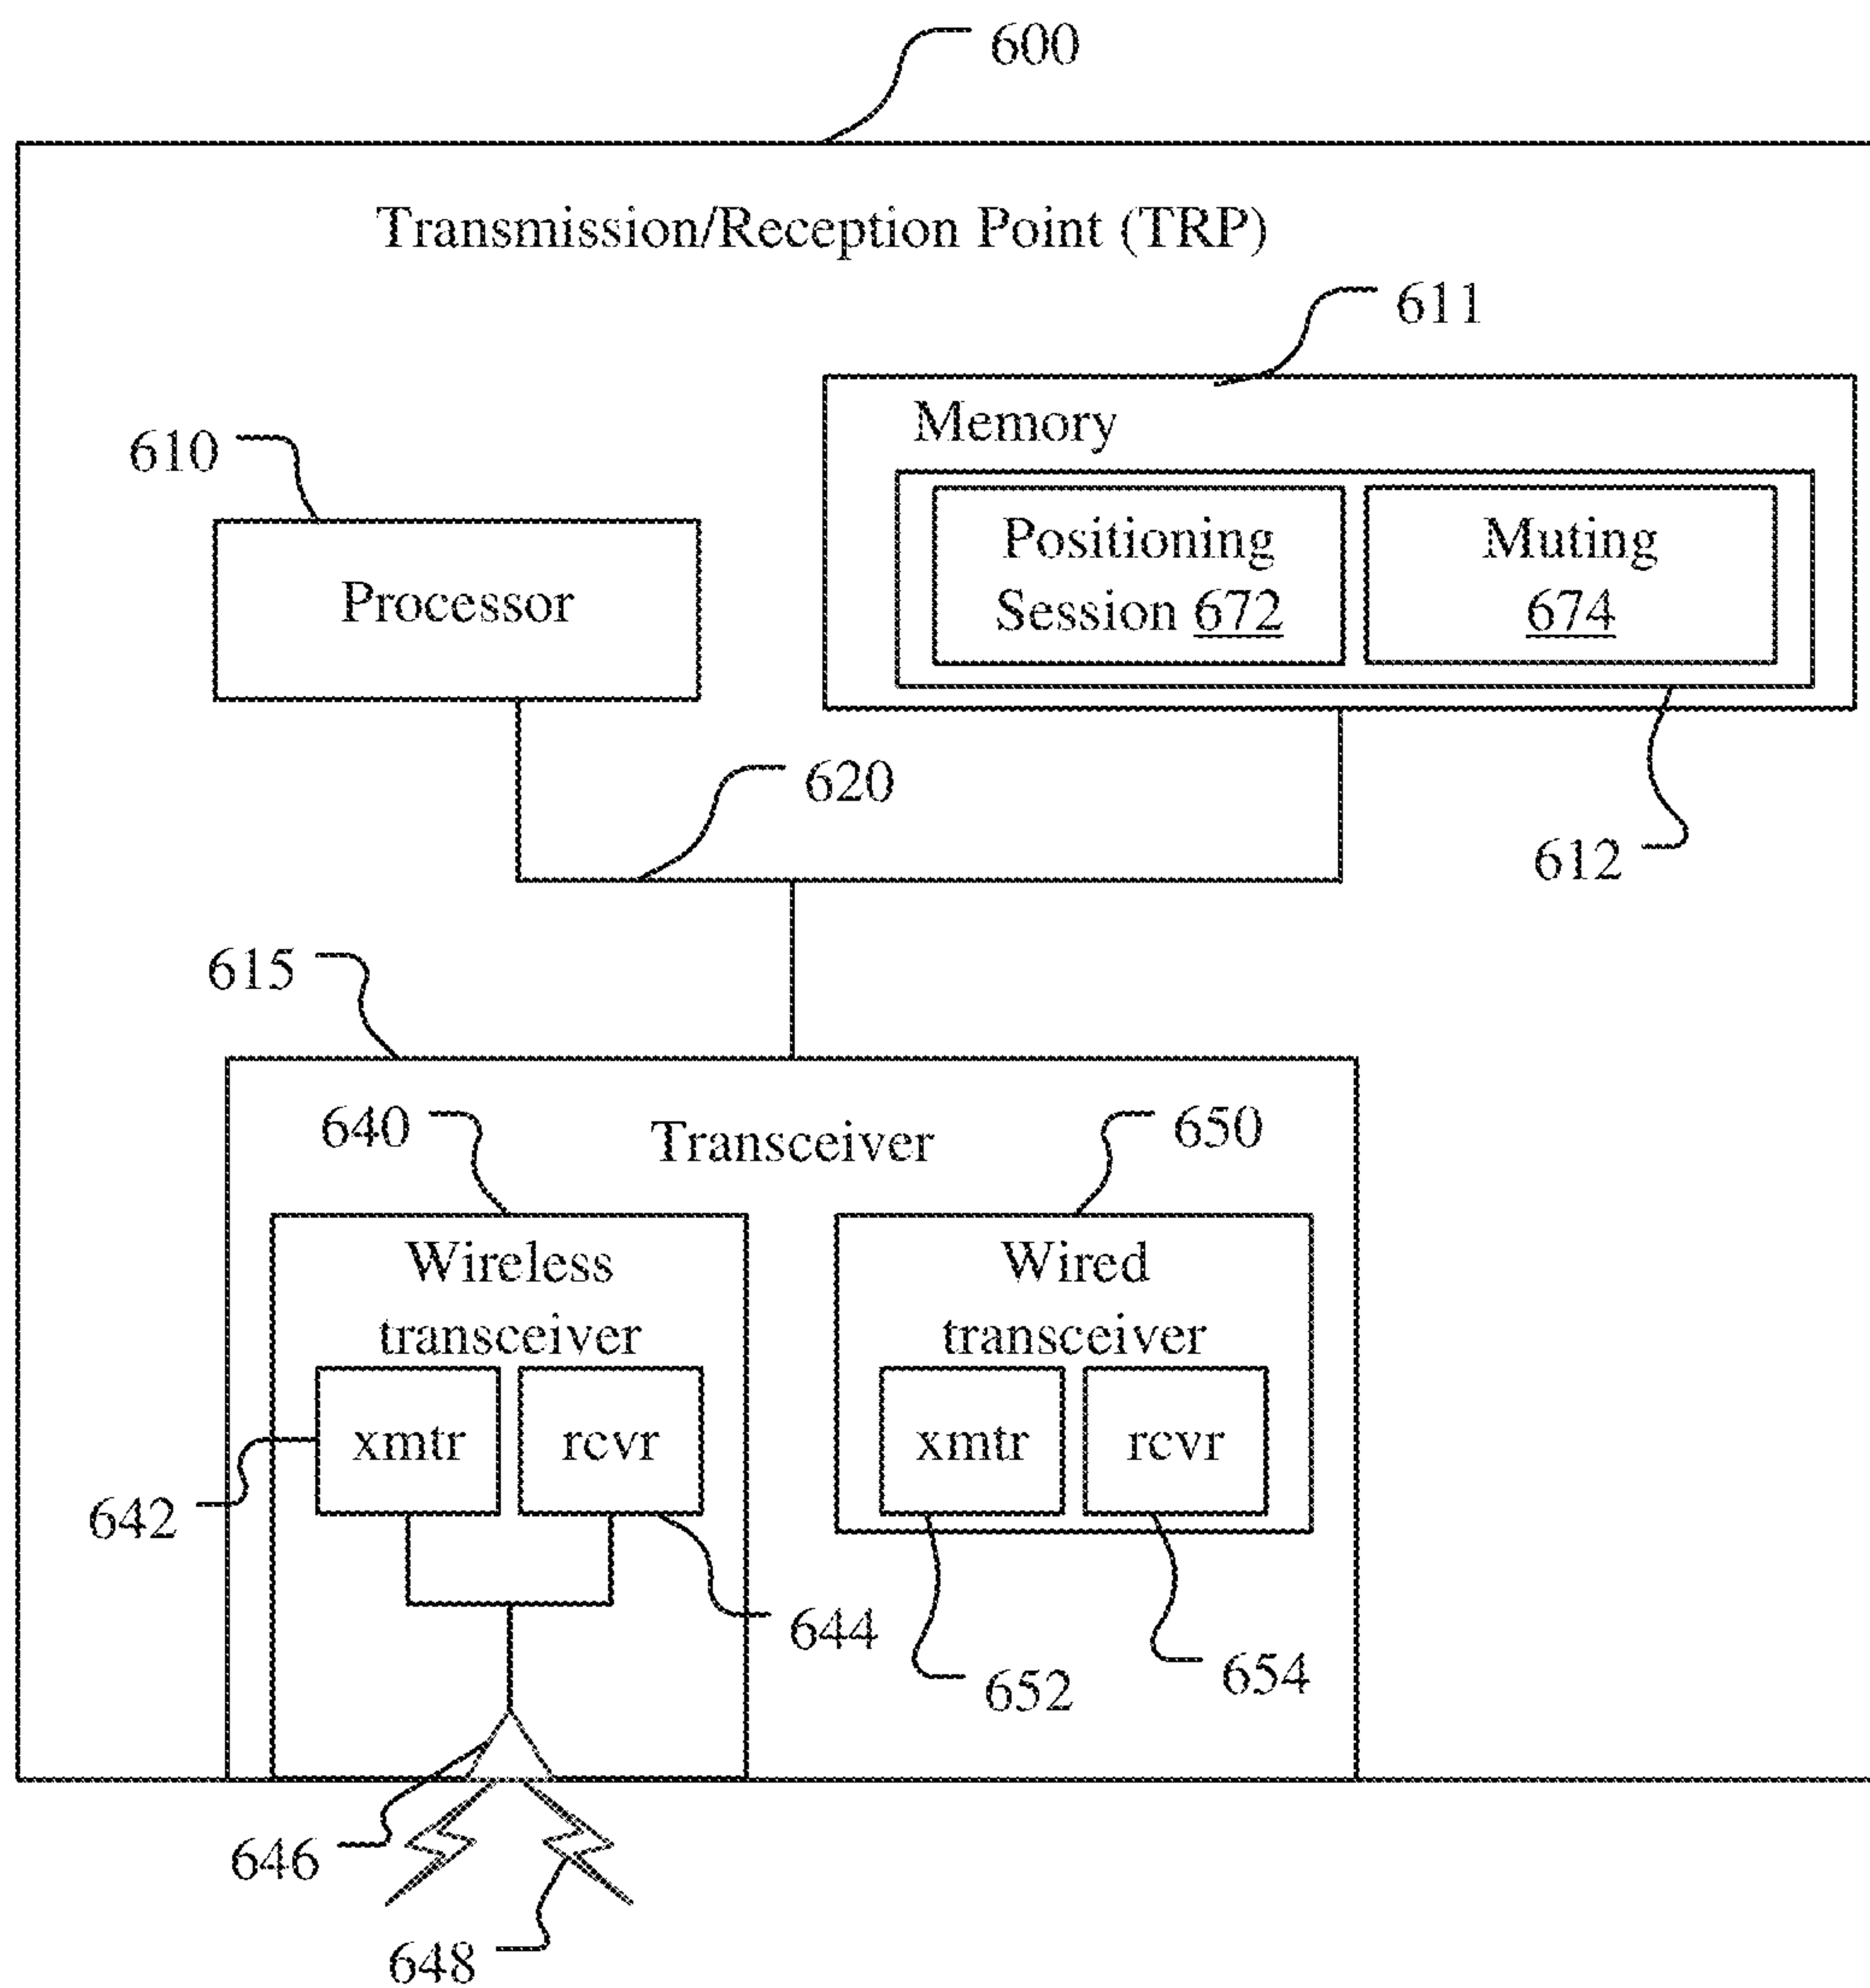 600
Transmission/Reception Point (TRP)
611
Memory
610
Positioning
Session 672
Muting
674
Processor
620
612
615
640
Transceiver
650
Wireless
transceiver
Wired
transceiver
xmtr
rcvr
xmtr
rcvr
642
644
652
654
646
648